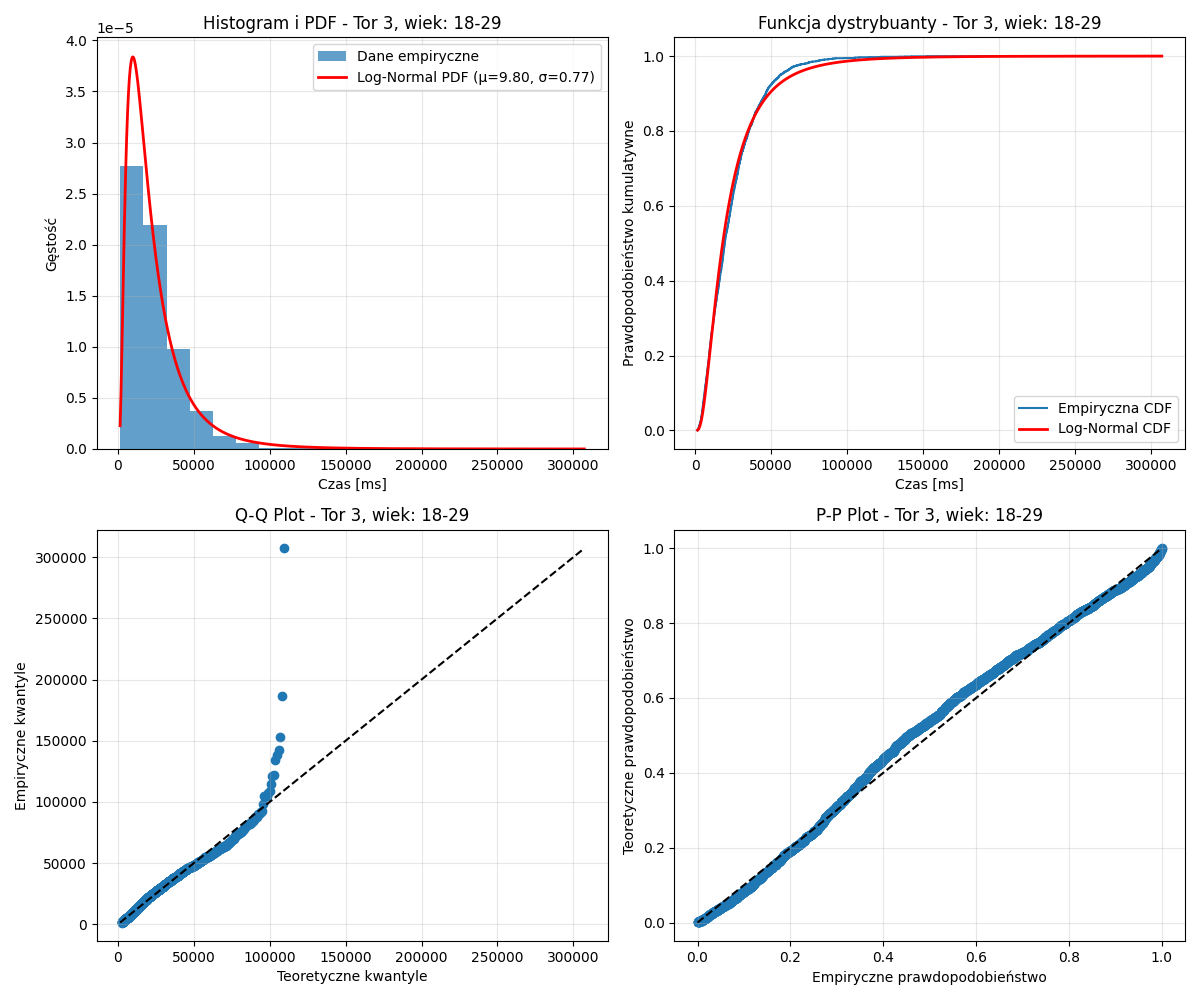 Histogram i PDF - Tor 3, wiek: 18-29
1e−5
4.0
3.5
3.0
2.5
2.0
1.5
1.0
0.5
0.0
Gęstość
Dane empiryczne
Log-Normal PDF (μ=9.80, σ=0.77)
0 50000 100000 150000 200000 250000 300000
Czas [ms]
Funkcja dystrybuanty - Tor 3, wiek: 18-29
1.0
0.8
0.6
0.4
0.2
0.0
Prawdopodobieństwo kumulatywne
Empiryczna CDF
Log-Normal CDF
0 50000 100000 150000 200000 250000 300000
Czas [ms]
Q-Q Plot - Tor 3, wiek: 18-29
300000
250000
200000
150000
100000
50000
0
Empiryczne kwantyle
0 50000 100000 150000 200000 250000 300000
Teoretyczne kwantyle
P-P Plot - Tor 3, wiek: 18-29
1.0
0.8
0.6
0.4
0.2
0.0
Teoretyczne prawdopodobieństwo
0.0 0.2 0.4 0.6 0.8 1.0
Empiryczne prawdopodobieństwo